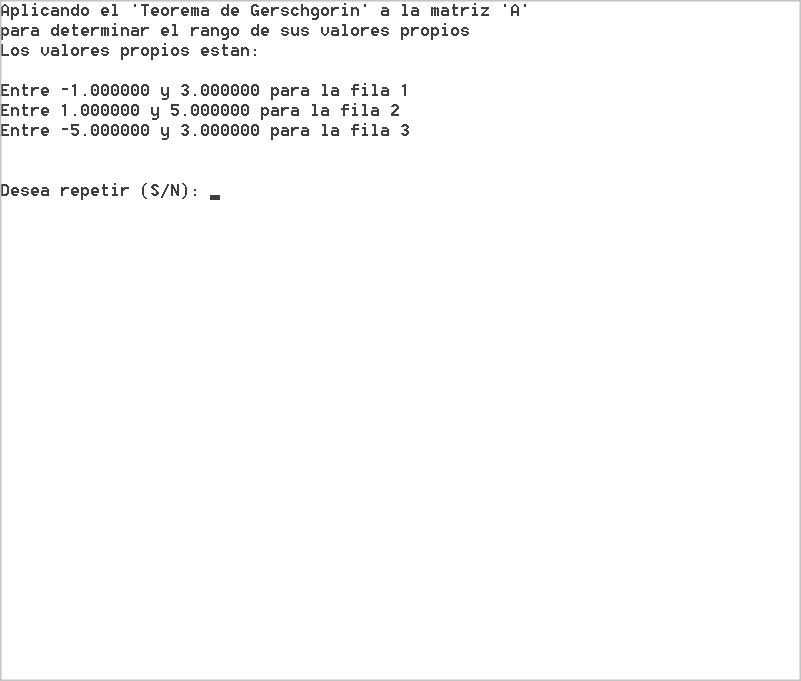 Aplicando el 'Teorema de Gerschgorin' a la matriz 'A'
para determinar el rango de sus valores propios
Los valores propios estan:
Entre -1.000000 y 3.000000 para la fila 1
Entre 1.000000 y 5.000000 para la fila 2
Entre -5.000000 y 3.000000 para la fila 3
Desea repetir (S/N): _